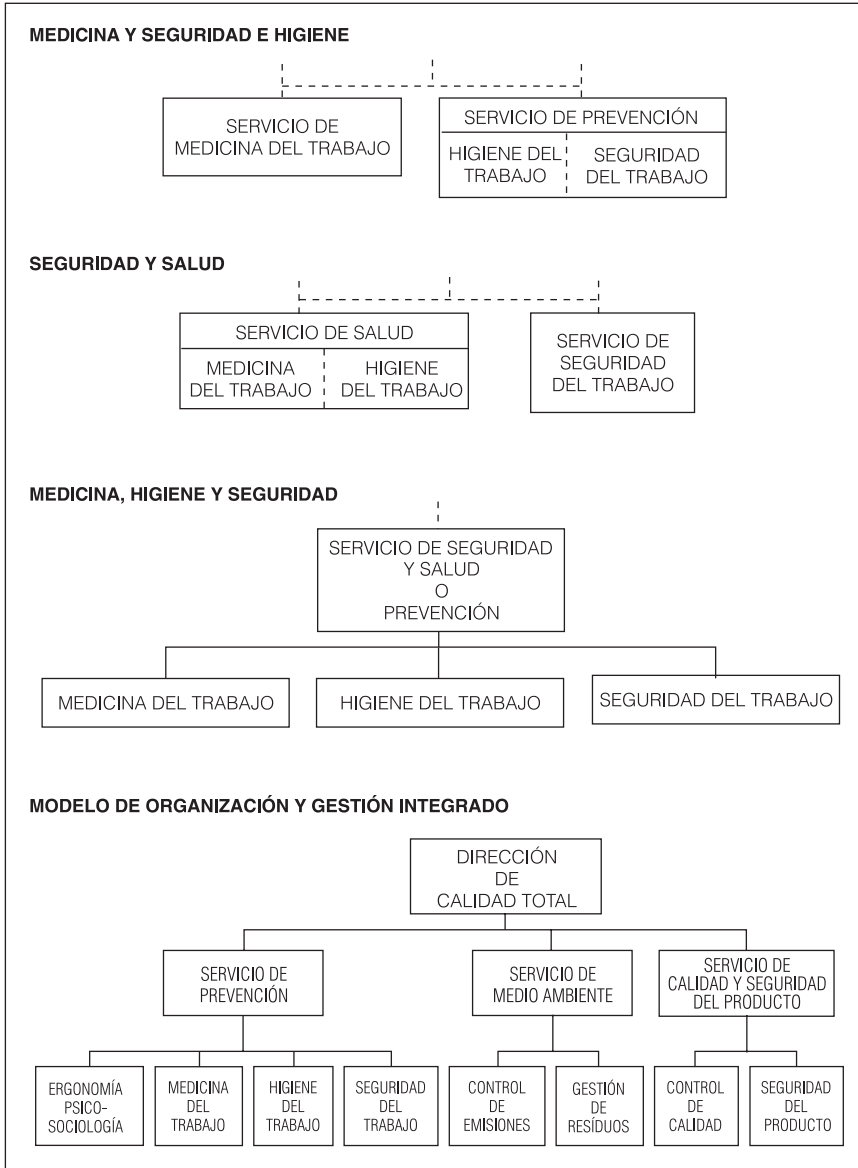 MEDICINA Y SEGURIDAD E HIGIENE
SERVICIO DE
MEDICINA DEL TRABAJO
SERVICIO DE PREVENCIÓN
HIGIENE DEL
TRABAJO
SEGURIDAD
DEL TRABAJO
SEGURIDAD Y SALUD
SERVICIO DE SALUD
MEDICINA
DEL TRABAJO
HIGIENE
DEL TRABAJO
SERVICIO DE
SEGURIDAD
DEL TRABAJO
MEDICINA, HIGIENE Y SEGURIDAD
SERVICIO DE SEGURIDAD
Y SALUD
O
PREVENCIÓN
MEDICINA DEL TRABAJO
HIGIENE DEL TRABAJO
SEGURIDAD DEL TRABAJO
MODELO DE ORGANIZACIÓN Y GESTIÓN INTEGRADO
DIRECCIÓN
DE
CALIDAD TOTAL
SERVICIO DE
PREVENCIÓN
SERVICIO DE
MEDIO AMBIENTE
SERVICIO DE
CALIDAD Y SEGURIDAD
DEL PRODUCTO
ERGONOMÍA
PSICO-
SOCIOLOGÍA
MEDICINA
DEL
TRABAJO
HIGIENE
DEL
TRABAJO
SEGURIDAD
DEL
TRABAJO
CONTROL
DE
EMISIONES
GESTIÓN
DE
RESÍDUOS
CONTROL
DE
CALIDAD
SEGURIDAD
DEL
PRODUCTO